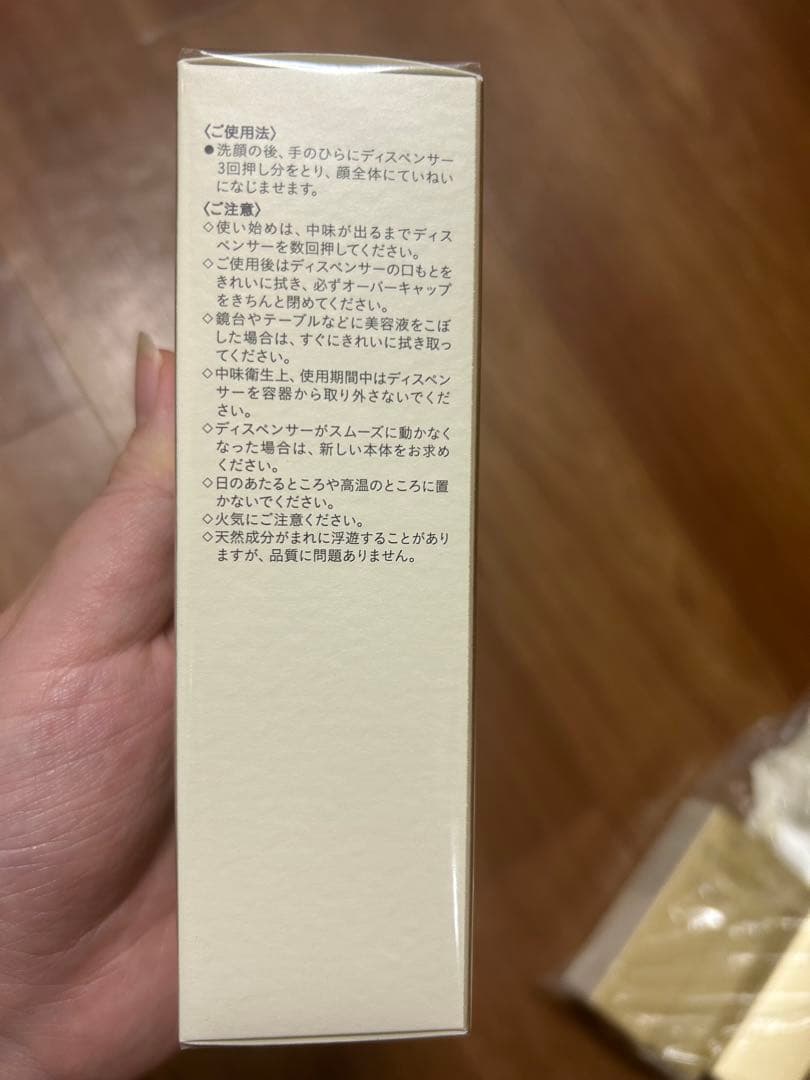 〈ご使用法〉
●洗顔の後、手のひらにディスペンサー
3回押し分をとり、顔全体にていねい
になじませます。
〈ご注意〉
◇使い始めは、中味が出るまでディス
ペンサーを数回押してください。
◇ご使用後はディスペンサーの口もとを
きれいに拭き、必ずオーバーキャップ
をきちんと閉めてください。
◇鏡台やテーブルなどに美容液をこぼ
した場合は、すぐにきれいに拭き取っ
てください。
◇中味衛生上、使用期間中はディスペン
サーを容器から取り外さないでくだ
さい。
◇ディスペンサーがスムーズに動かなく
なった場合は、新しい本体をお求め
ください。
◇日のあたるところや高温のところに置
かないでください。
◇火気にご注意ください。
◇天然成分がまれに浮遊することがあり
ますが、品質に問題ありません。